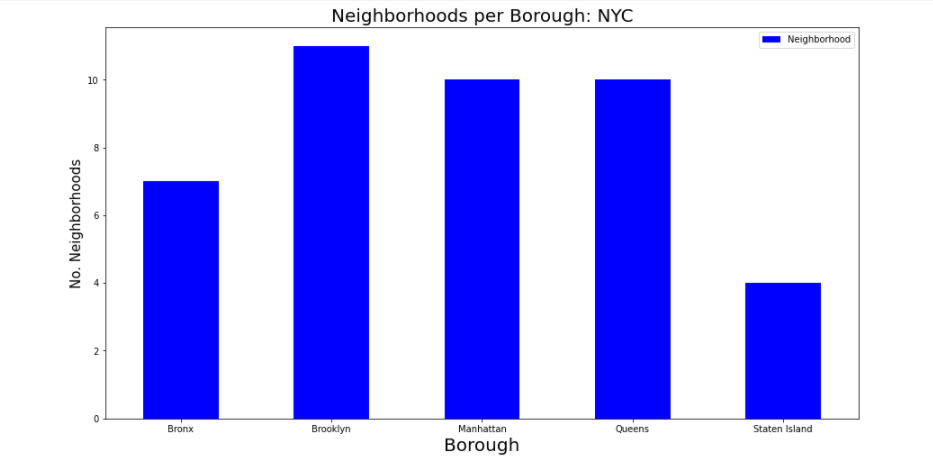 Neighborhoods per Borough: NYC
Neighborhood
No. Neighborhoods
10
8
6
4
2
0
Bronx Brooklyn Manhattan Queens Staten Island
Borough